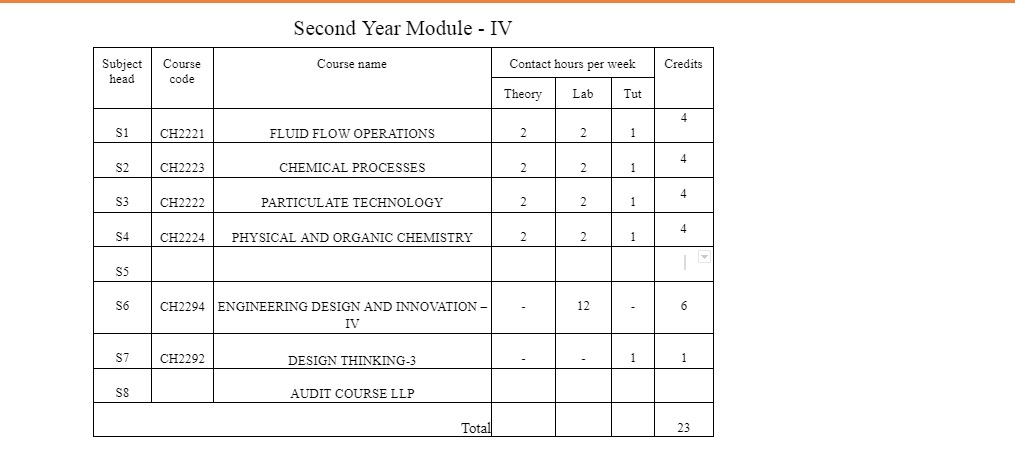 Second Year Module - IV
Subject head Course code Course name Contact hours per week Credits
Theory Lab Tut
S1 CH2221 FLUID FLOW OPERATIONS 2 2 1 4
S2 CH2223 CHEMICAL PROCESSES 2 2 1 4
S3 CH2222 PARTICULATE TECHNOLOGY 2 2 1 4
S4 CH2224 PHYSICAL AND ORGANIC CHEMISTRY 2 2 1 4
S5
S6 CH2294 ENGINEERING DESIGN AND INNOVATION – - 12 - 6
IV
S7 CH2292 DESIGN THINKING-3 - - 1 1
S8 AUDIT COURSE LLP
Total 23